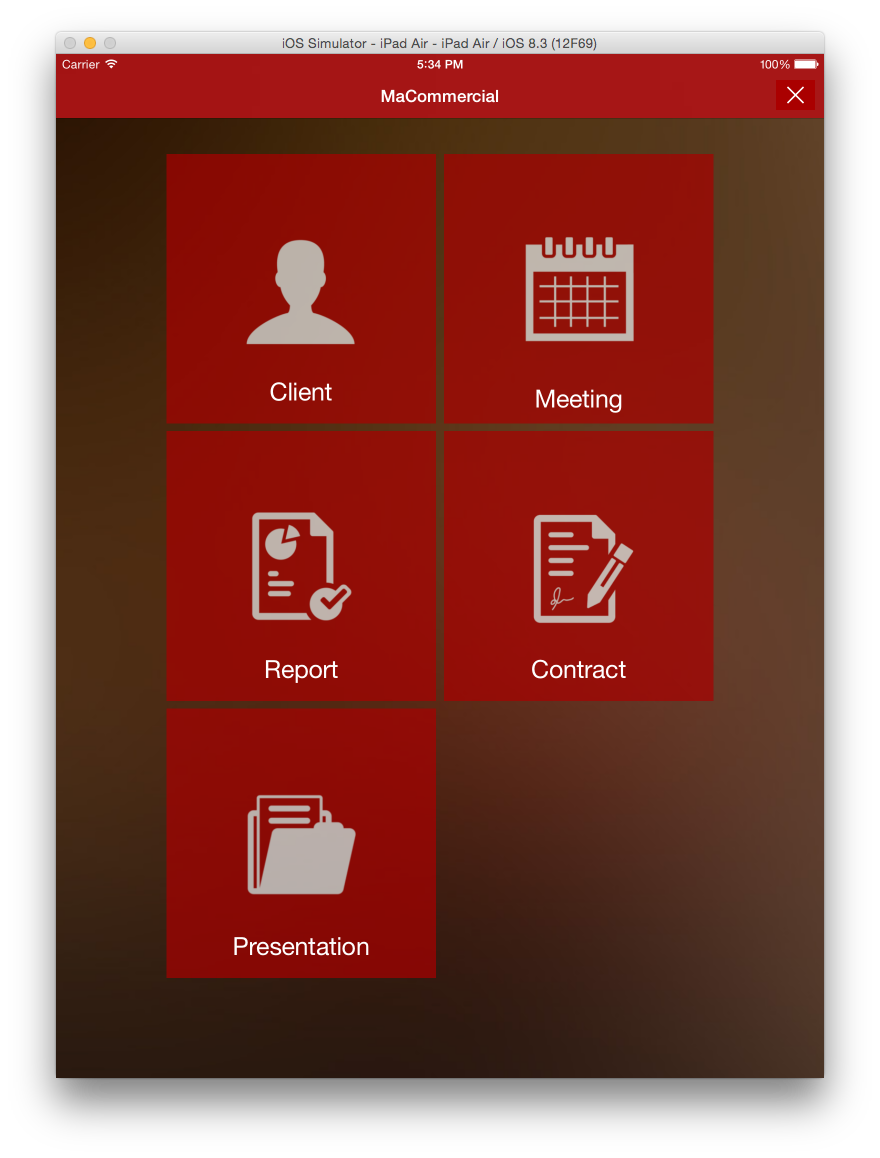 iOS Simulator - iPad Air - iPad Air / iOS 8.3 (12F69)
Carrier 5:34 PM 100%
MaCommercial
Client
Meeting
Report
Contract
Presentation